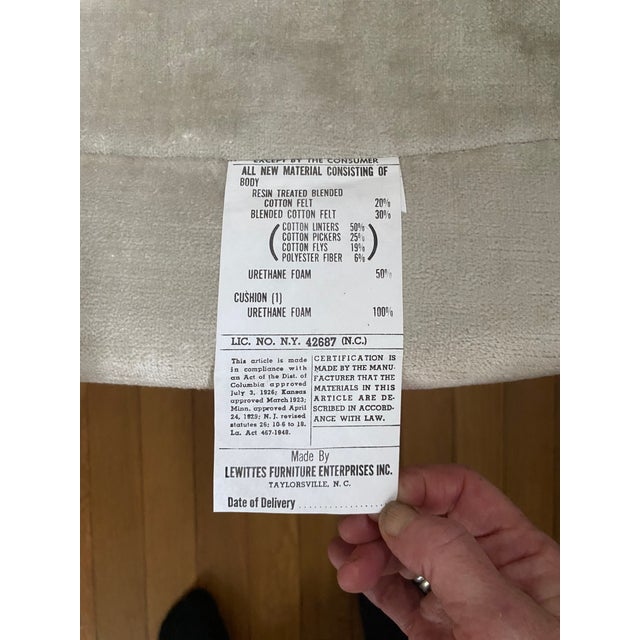 EXCEPT BY THE CONSUMER
ALL NEW MATERIAL CONSISTING OF
BODY
RESIN TREATED BLENDED
COTTON FELT 20%
BLENDED COTTON FELT 30%
(COTTON LINTERS 50%
COTTON PICKERS 25%
COTTON FLYS 19%
POLYESTER FIBER 6%)
URETHANE FOAM 50%
CUSHION (1)
URETHANE FOAM 100%
LIC. NO. N.Y. 42687 (N.C.)
This article is made
in compliance with
an Act of the Dist. of
Columbia approved
July 3, 1926; Kansas
approved March 1923;
Minn. approved April
24, 1929; N. J. revised
statutes 26; 10-6 to 18.
La. Act 467-1948.
CERTIFICATION IS
MADE BY THE MANU-
FACTURER THAT THE
MATERIALS IN THIS
ARTICLE ARE DE-
SCRIBED IN ACCORD-
ANCE WITH LAW.
Made By
LEWITTES FURNITURE ENTERPRISES INC.
TAYLORSVILLE, N. C.
Date of Delivery ..................